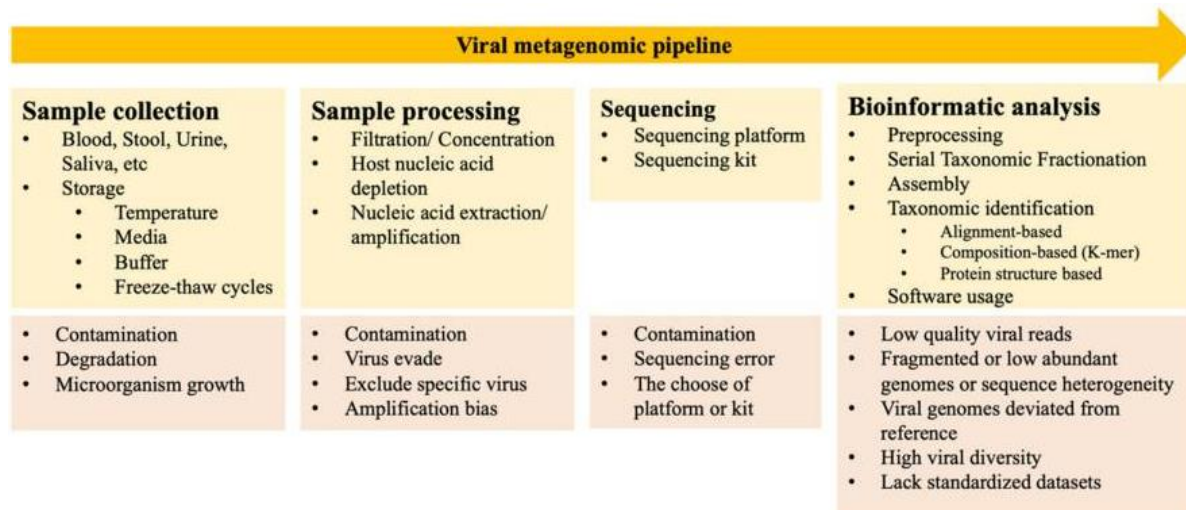 Viral metagenomic pipeline
Sample collection
• Blood, Stool, Urine,
Saliva, etc
• Storage
• Temperature
• Media
• Buffer
• Freeze-thaw cycles
• Contamination
• Degradation
• Microorganism growth
Sample processing
• Filtration/ Concentration
• Host nucleic acid
depletion
• Nucleic acid extraction/
amplification
• Contamination
• Virus evade
• Exclude specific virus
• Amplification bias
Sequencing
• Sequencing platform
• Sequencing kit
• Contamination
• Sequencing error
• The choose of
platform or kit
Bioinformatic analysis
• Preprocessing
• Serial Taxonomic Fractionation
• Assembly
• Taxonomic identification
• Alignment-based
• Composition-based (K-mer)
• Protein structure based
• Software usage
• Low quality viral reads
• Fragmented or low abundant
genomes or sequence heterogeneity
• Viral genomes deviated from
reference
• High viral diversity
• Lack standardized datasets